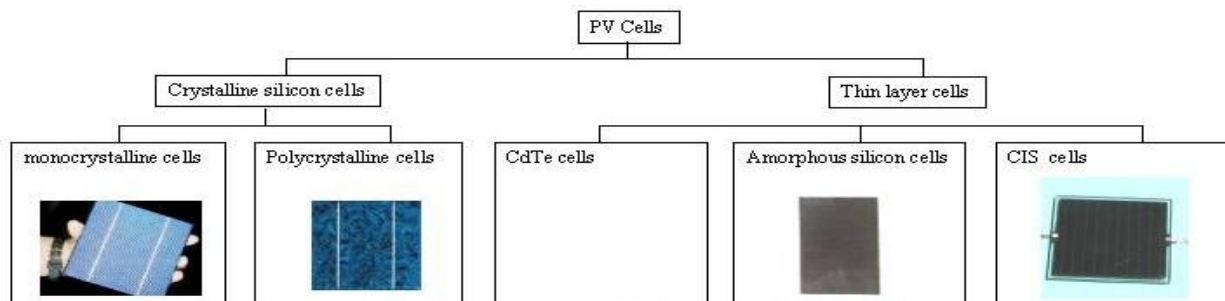 PV Cells
Crystalline silicon cells
Thin layer cells
monocrystalline cells
Polycrystalline cells
CdTe cells
Amorphous silicon cells
CIS cells